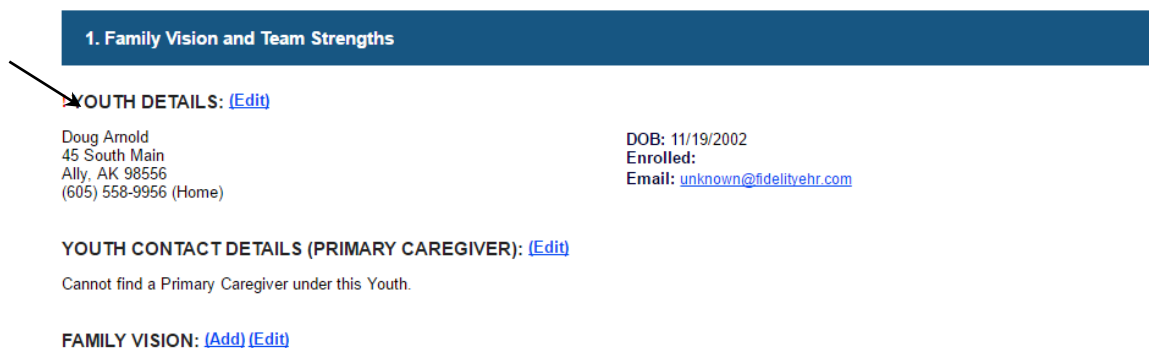 1. Family Vision and Team Strengths
YOUTH DETAILS: (Edit)
Doug Arnold
45 South Main
Ally, AK 98556
(605) 558-9956 (Home)
DOB: 11/19/2002
Enrolled:
Email: unknown@fidelityehr.com
YOUTH CONTACT DETAILS (PRIMARY CAREGIVER): (Edit)
Cannot find a Primary Caregiver under this Youth.
FAMILY VISION: (Add) (Edit)